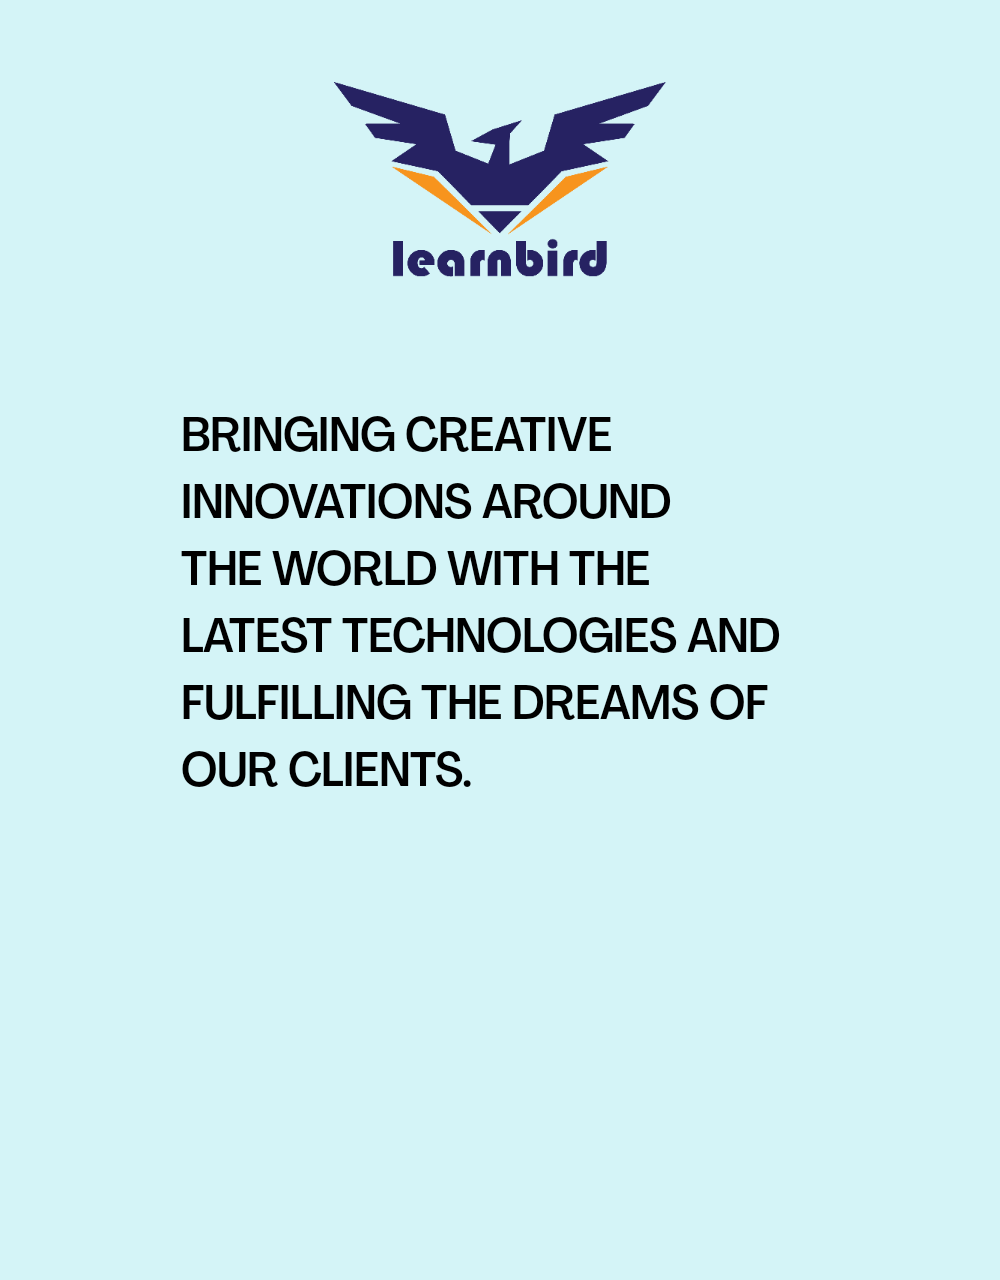 learnbird
BRINGING CREATIVE
INNOVATIONS AROUND
THE WORLD WITH THE
LATEST TECHNOLOGIES AND
FULFILLING THE DREAMS OF
OUR CLIENTS.